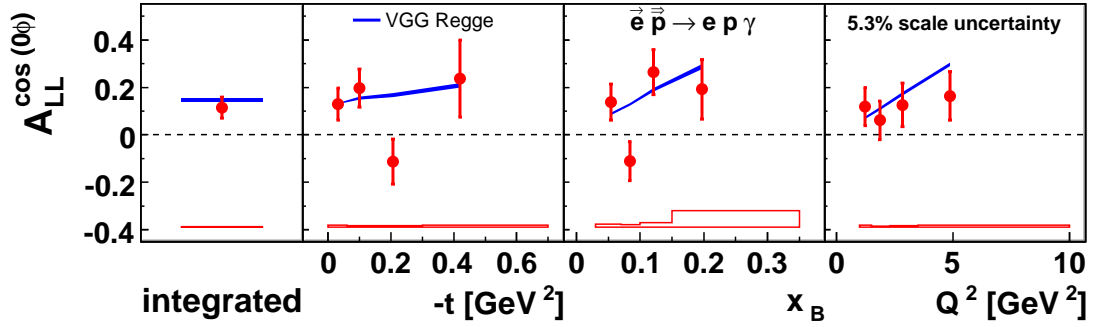 A_LL^cos (0φ)
VGG Regge
e⃗ p⃗ → e p γ
5.3% scale uncertainty
0.4
0.2
0
-0.2
-0.4
0 0.2 0.4 0.6
0 0.1 0.2 0.3
0 5 10
integrated
-t [GeV²]
x_B
Q² [GeV²]